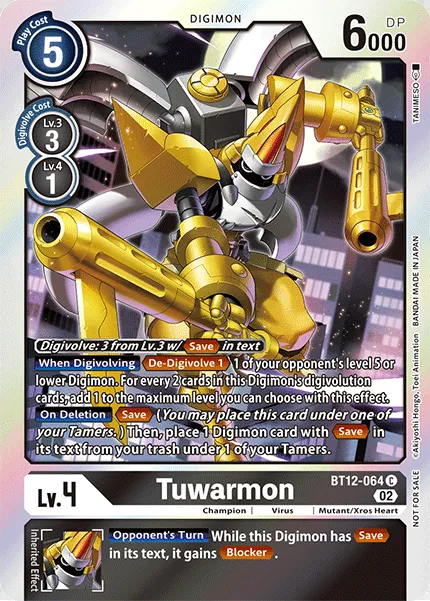 DIGIMON
Play Cost
5
6000
DP
Digivolve Cost
Lv.3
3
Lv.4
1
TANIMESO
©Akiyoshi Hongo, Toei Animation   BANDAI MADE IN JAPAN
NOT FOR SALE
Digivolve: 3 from Lv.3 w/ Save in text
When Digivolving De-Digivolve 1 1 of your opponent's level 5 or
lower Digimon. For every 2 cards in this Digimon's digivolution
cards, add 1 to the maximum level you can choose with this effect.
On Deletion Save (You may place this card under one of
your Tamers.) Then, place 1 Digimon card with Save in
its text from your trash under 1 of your Tamers.
Lv.4
Tuwarmon
BT12-064 C
02
Champion | Virus | Mutant/Xros Heart
Inherited Effect
Opponent's Turn While this Digimon has Save
in its text, it gains Blocker.